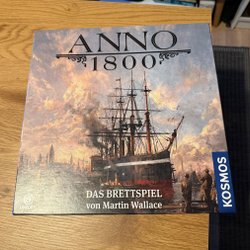 ANNO
1800
DAS BRETTSPIEL
von Martin Wallace
KOSMOS